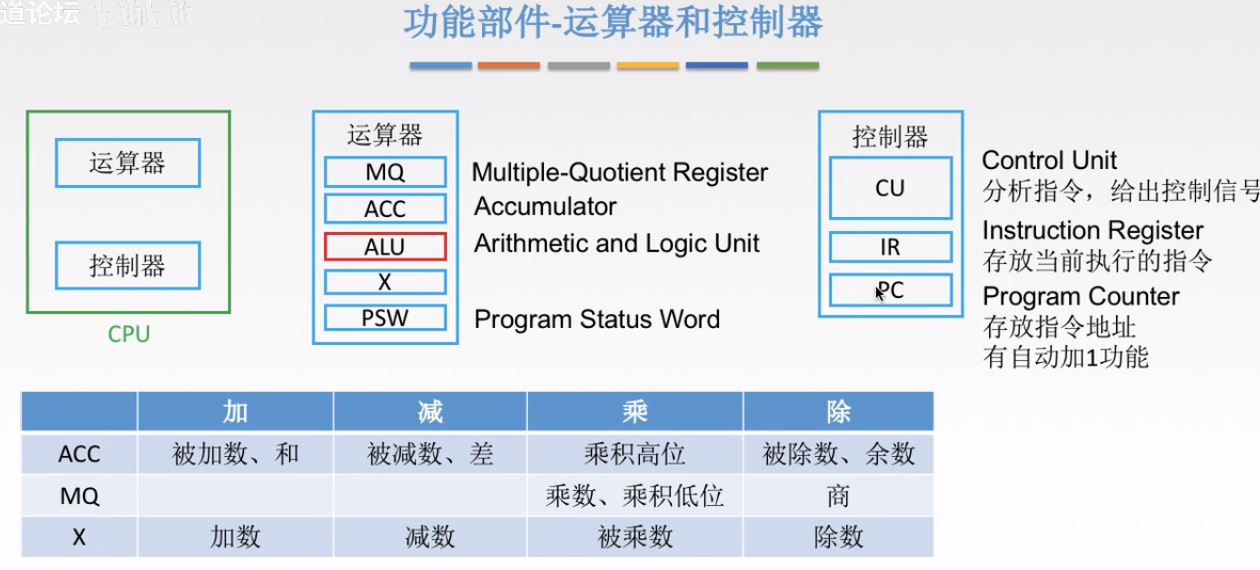 道论坛
功能部件-运算器和控制器
运算器
控制器
CPU
运算器
MQ
Multiple-Quotient Register
ACC
Accumulator
ALU
Arithmetic and Logic Unit
X
PSW
Program Status Word
控制器
CU
Control Unit
分析指令，给出控制信号
IR
Instruction Register
存放当前执行的指令
PC
Program Counter
存放指令地址
有自动加1功能
加 减 乘 除
ACC 被加数、和 被减数、差 乘积高位 被除数、余数
MQ 乘数、乘积低位 商
X 加数 减数 被乘数 除数